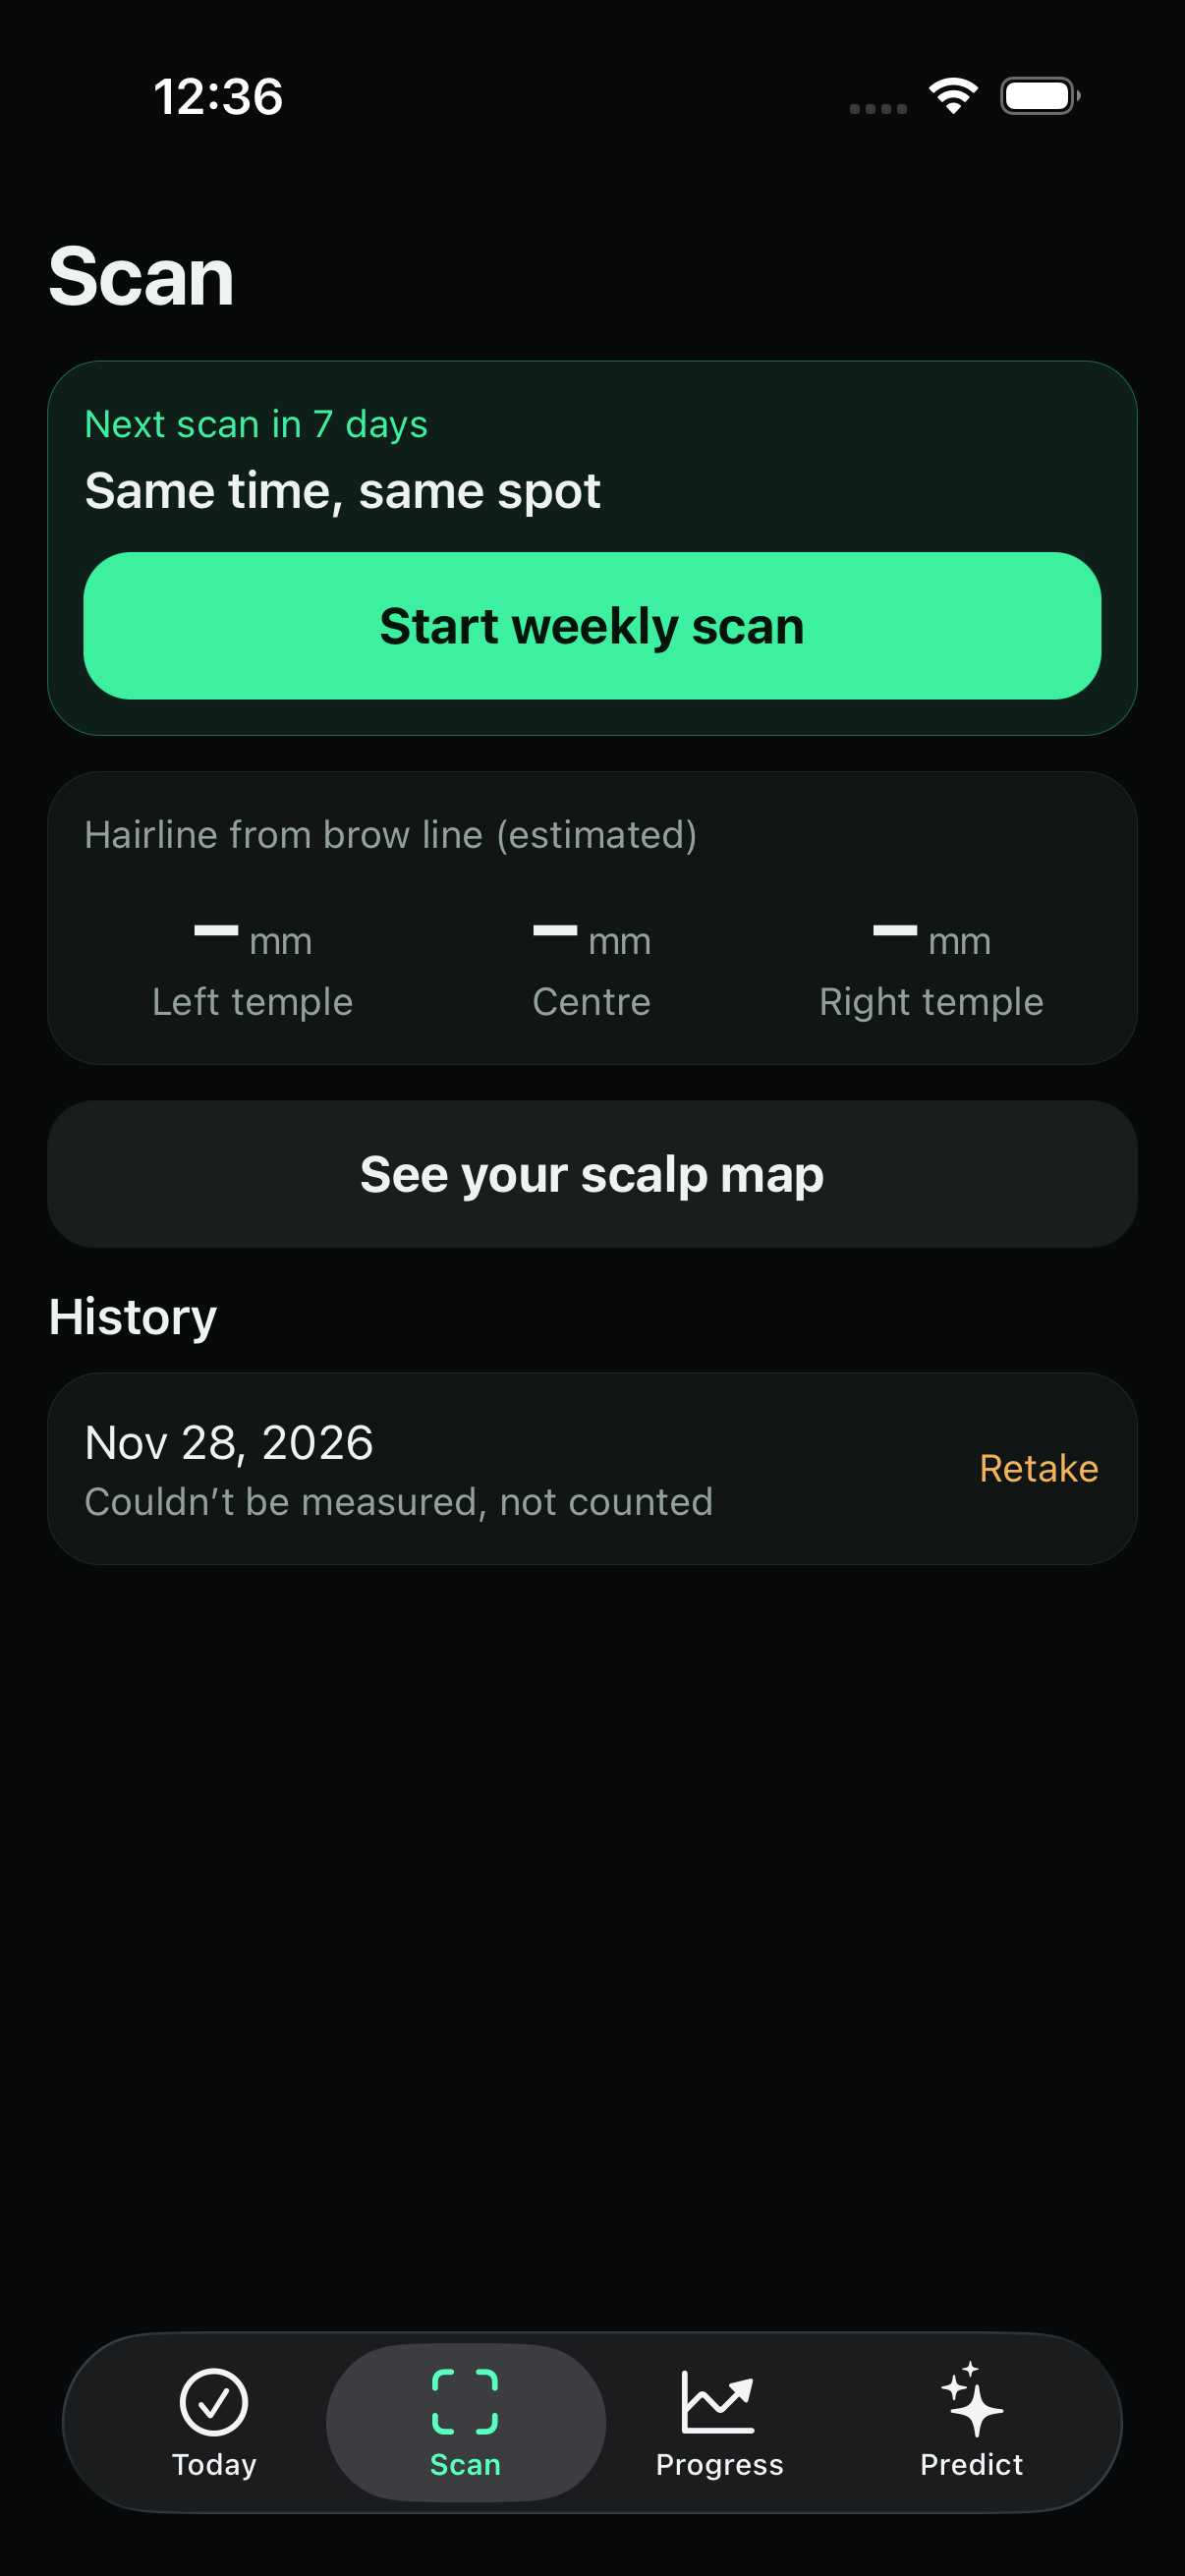 12:36
Scan
Next scan in 7 days
Same time, same spot
Start weekly scan
Hairline from brow line (estimated)
– mm – mm – mm
Left temple Centre Right temple
See your scalp map
History
Nov 28, 2026
Retake
Couldn’t be measured, not counted
Today Scan Progress Predict